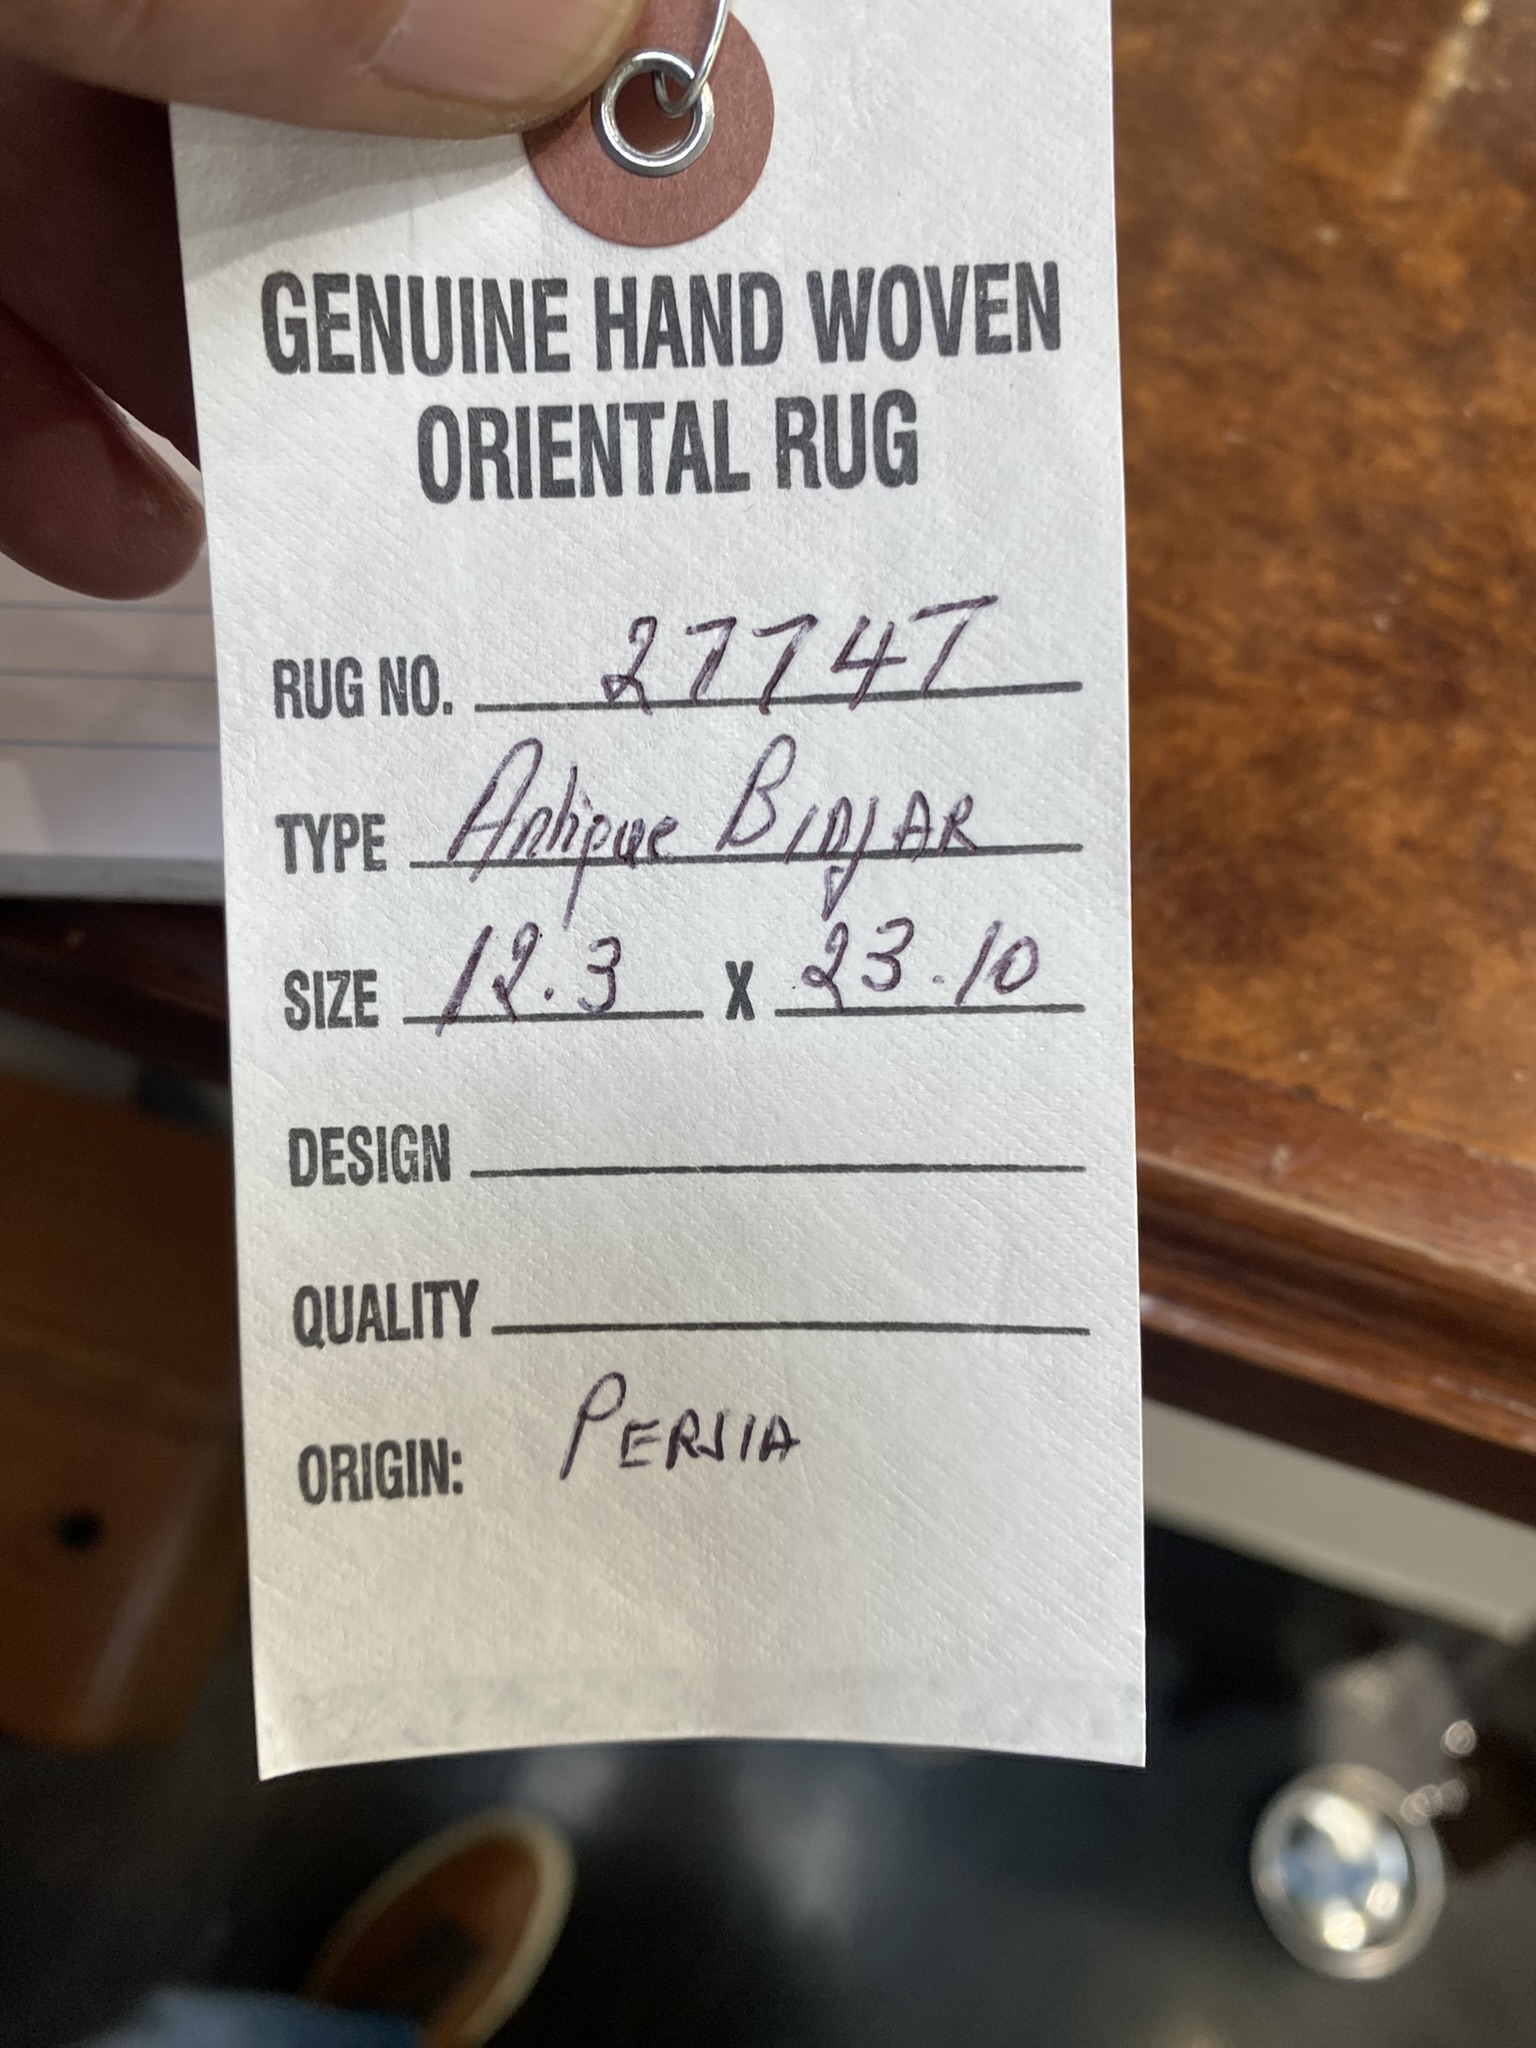 GENUINE HAND WOVEN
ORIENTAL RUG
RUG NO. 27747
TYPE Antique BIDJAR
SIZE 12.3 X 23.10
DESIGN
QUALITY
ORIGIN: PERSIA